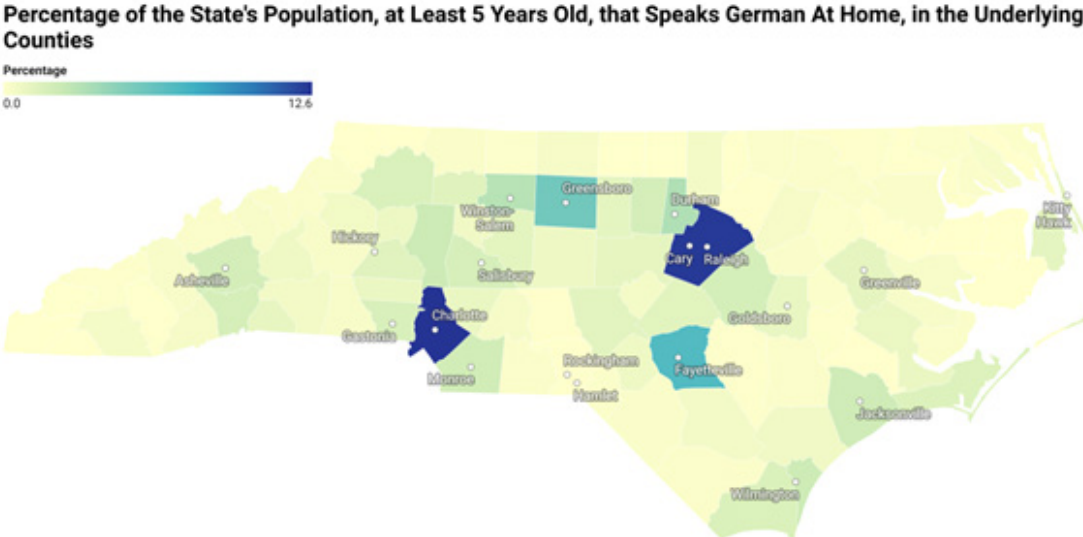 Percentage of the State's Population, at Least 5 Years Old, that Speaks German At Home, in the Underlying
Counties
Percentage
0.0
12.6
Greensboro
Winston-
Salem
Durham
Kitty
Hawk
Hickory
Cary
Raleigh
Asheville
Salisbury
Greenville
Charlotte
Goldsboro
Gastonia
Rockingham
Fayetteville
Monroe
Hamlet
Jacksonville
Wilmington